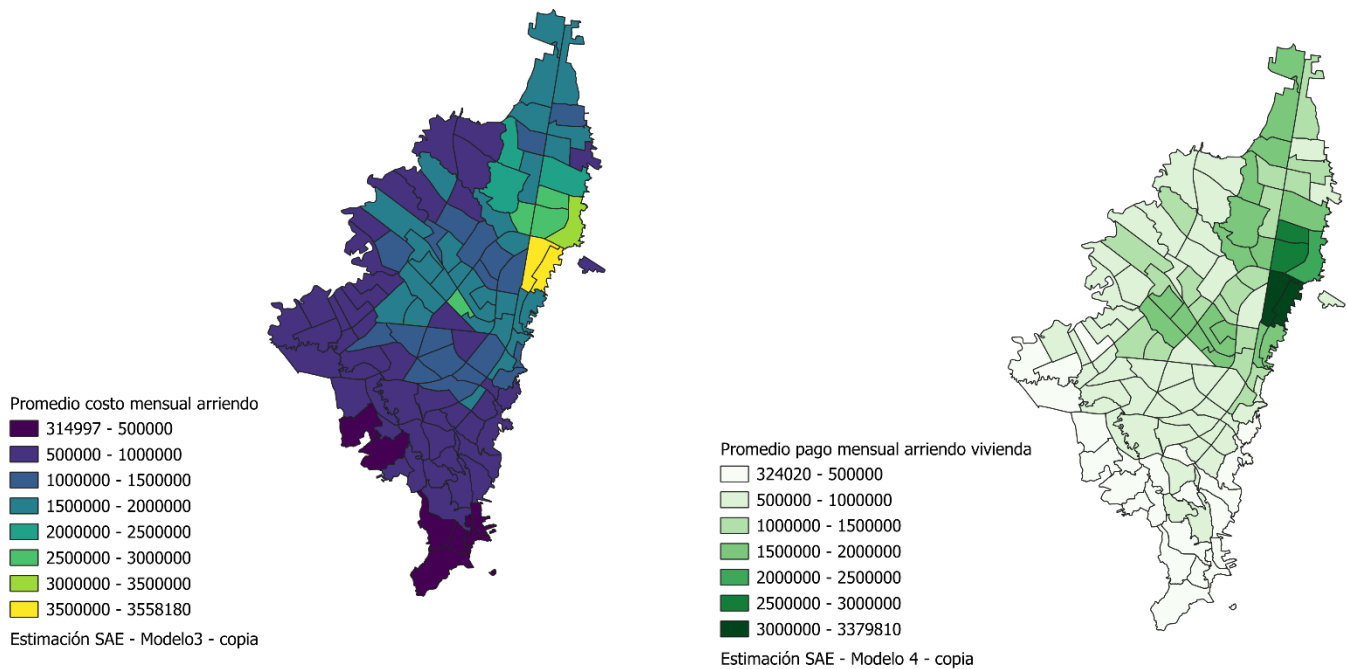 Promedio costo mensual arriendo
314997 - 500000
500000 - 1000000
1000000 - 1500000
1500000 - 2000000
2000000 - 2500000
2500000 - 3000000
3000000 - 3500000
3500000 - 3558180
Estimación SAE - Modelo3 - copia
Promedio pago mensual arriendo vivienda
324020 - 500000
500000 - 1000000
1000000 - 1500000
1500000 - 2000000
2000000 - 2500000
2500000 - 3000000
3000000 - 3379810
Estimación SAE - Modelo 4 - copia